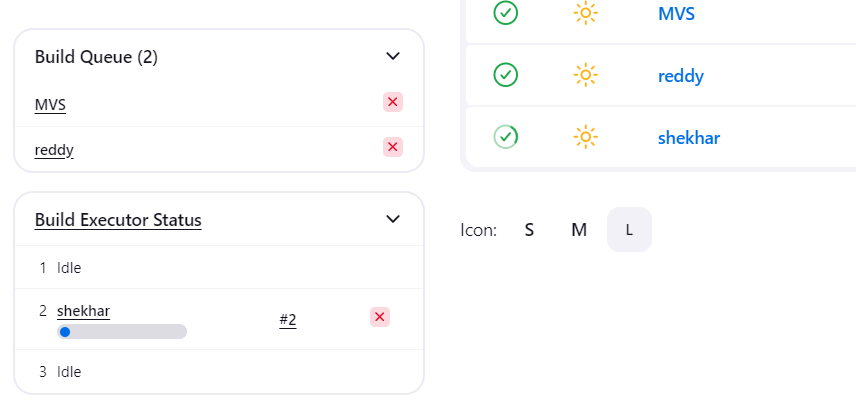 Build Queue (2)
MVS
reddy
Build Executor Status
1 Idle
2 shekhar #2
3 Idle
MVS
reddy
shekhar
Icon: S M L